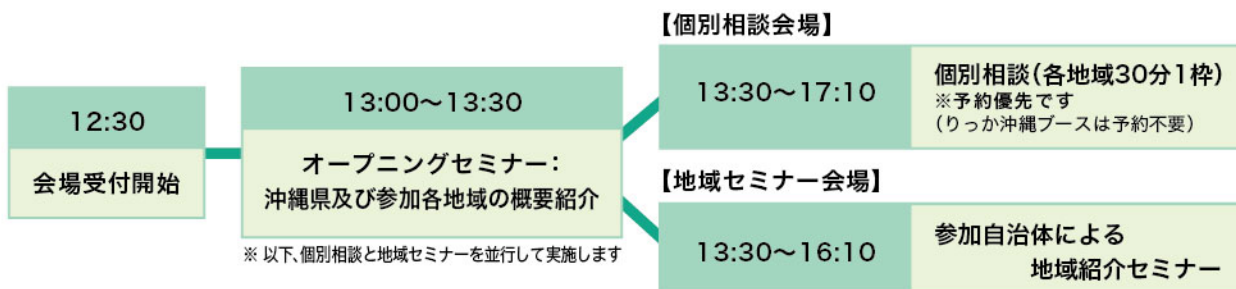 12:30
会場受付開始
13:00～13:30
オープニングセミナー：
沖縄県及び参加各地域の概要紹介
※ 以下、個別相談と地域セミナーを並行して実施します
【個別相談会場】
13:30～17:10
個別相談（各地域30分1枠）
※予約優先です
（りっか沖縄ブースは予約不要）
【地域セミナー会場】
13:30～16:10
参加自治体による
地域紹介セミナー